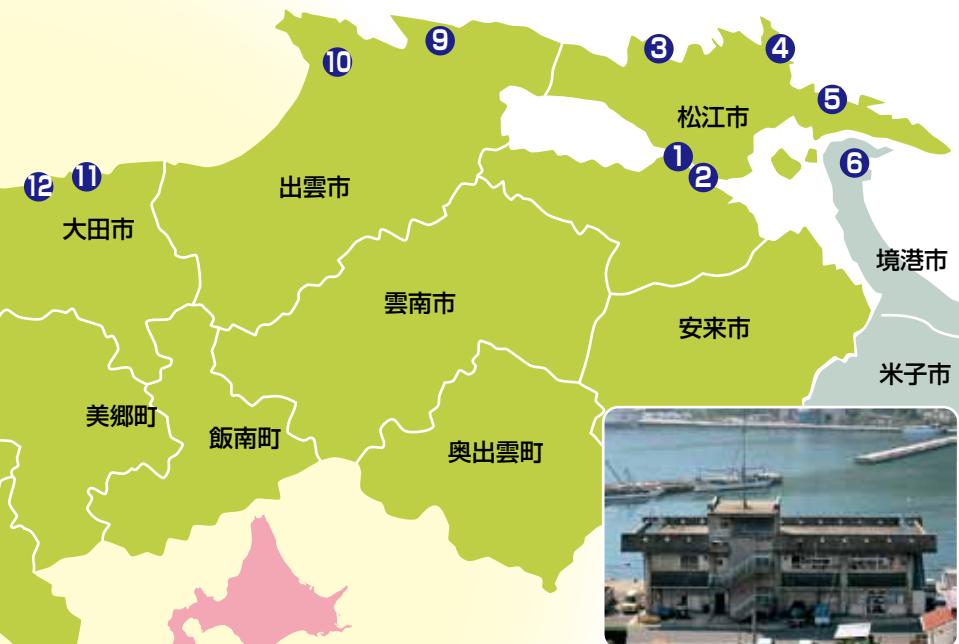 ⑨
③
④
⑩
⑤
松江市
①
⑥
②
⑪
⑫
出雲市
大田市
境港市
雲南市
安来市
米子市
美郷町
飯南町
奥出雲町